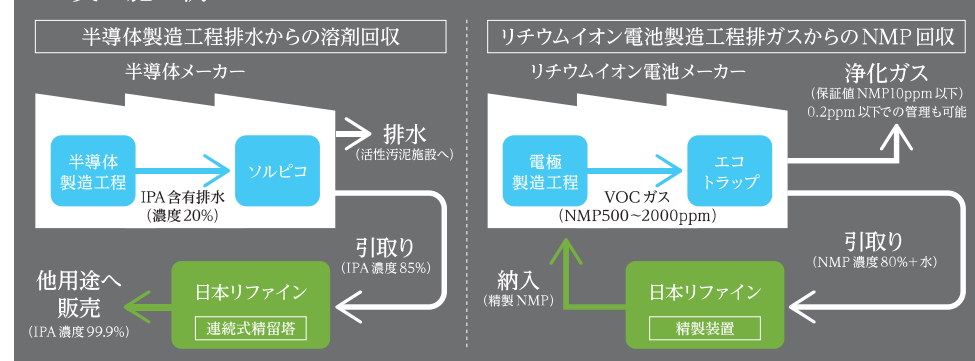 半導体製造工程排水からの溶剤回収
半導体メーカー
半導体
製造工程
ソルピコ
IPA含有排水
(濃度20%)
排水
(活性汚泥施設へ)
引取り
(IPA濃度85%)
日本リファイン
連続式精留塔
他用途へ
販売
(IPA濃度99.9%)
リチウムイオン電池製造工程排ガスからのNMP回収
リチウムイオン電池メーカー
電極
製造工程
エコ
トラップ
VOCガス
(NMP500~2000ppm)
浄化ガス
(保証値NMP10ppm以下)
0.2ppm以下での管理も可能
引取り
(NMP濃度80%+水)
日本リファイン
精製装置
納入
(精製NMP)